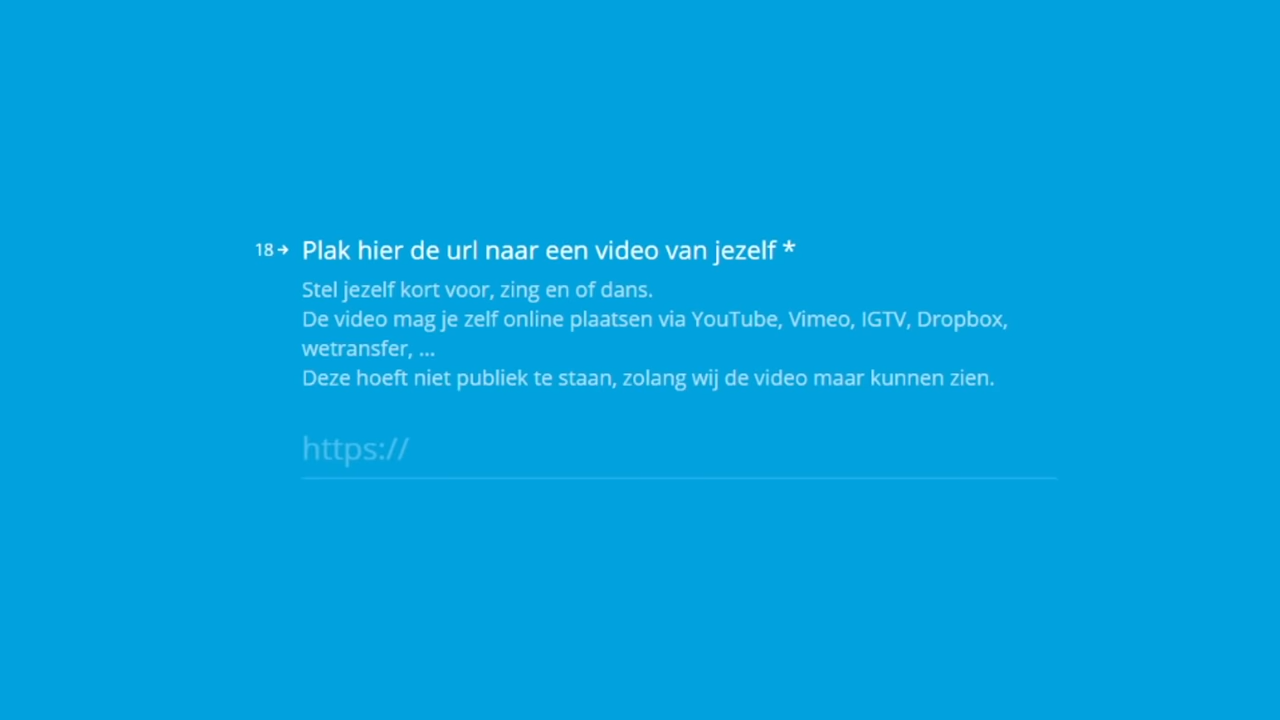 18→ Plak hier de url naar een video van jezelf *
Stel jezelf kort voor, zing en of dans.
De video mag je zelf online plaatsen via YouTube, Vimeo, IGTV, Dropbox,
wetransfer, ...
Deze hoeft niet publiek te staan, zolang wij de video maar kunnen zien.
https://